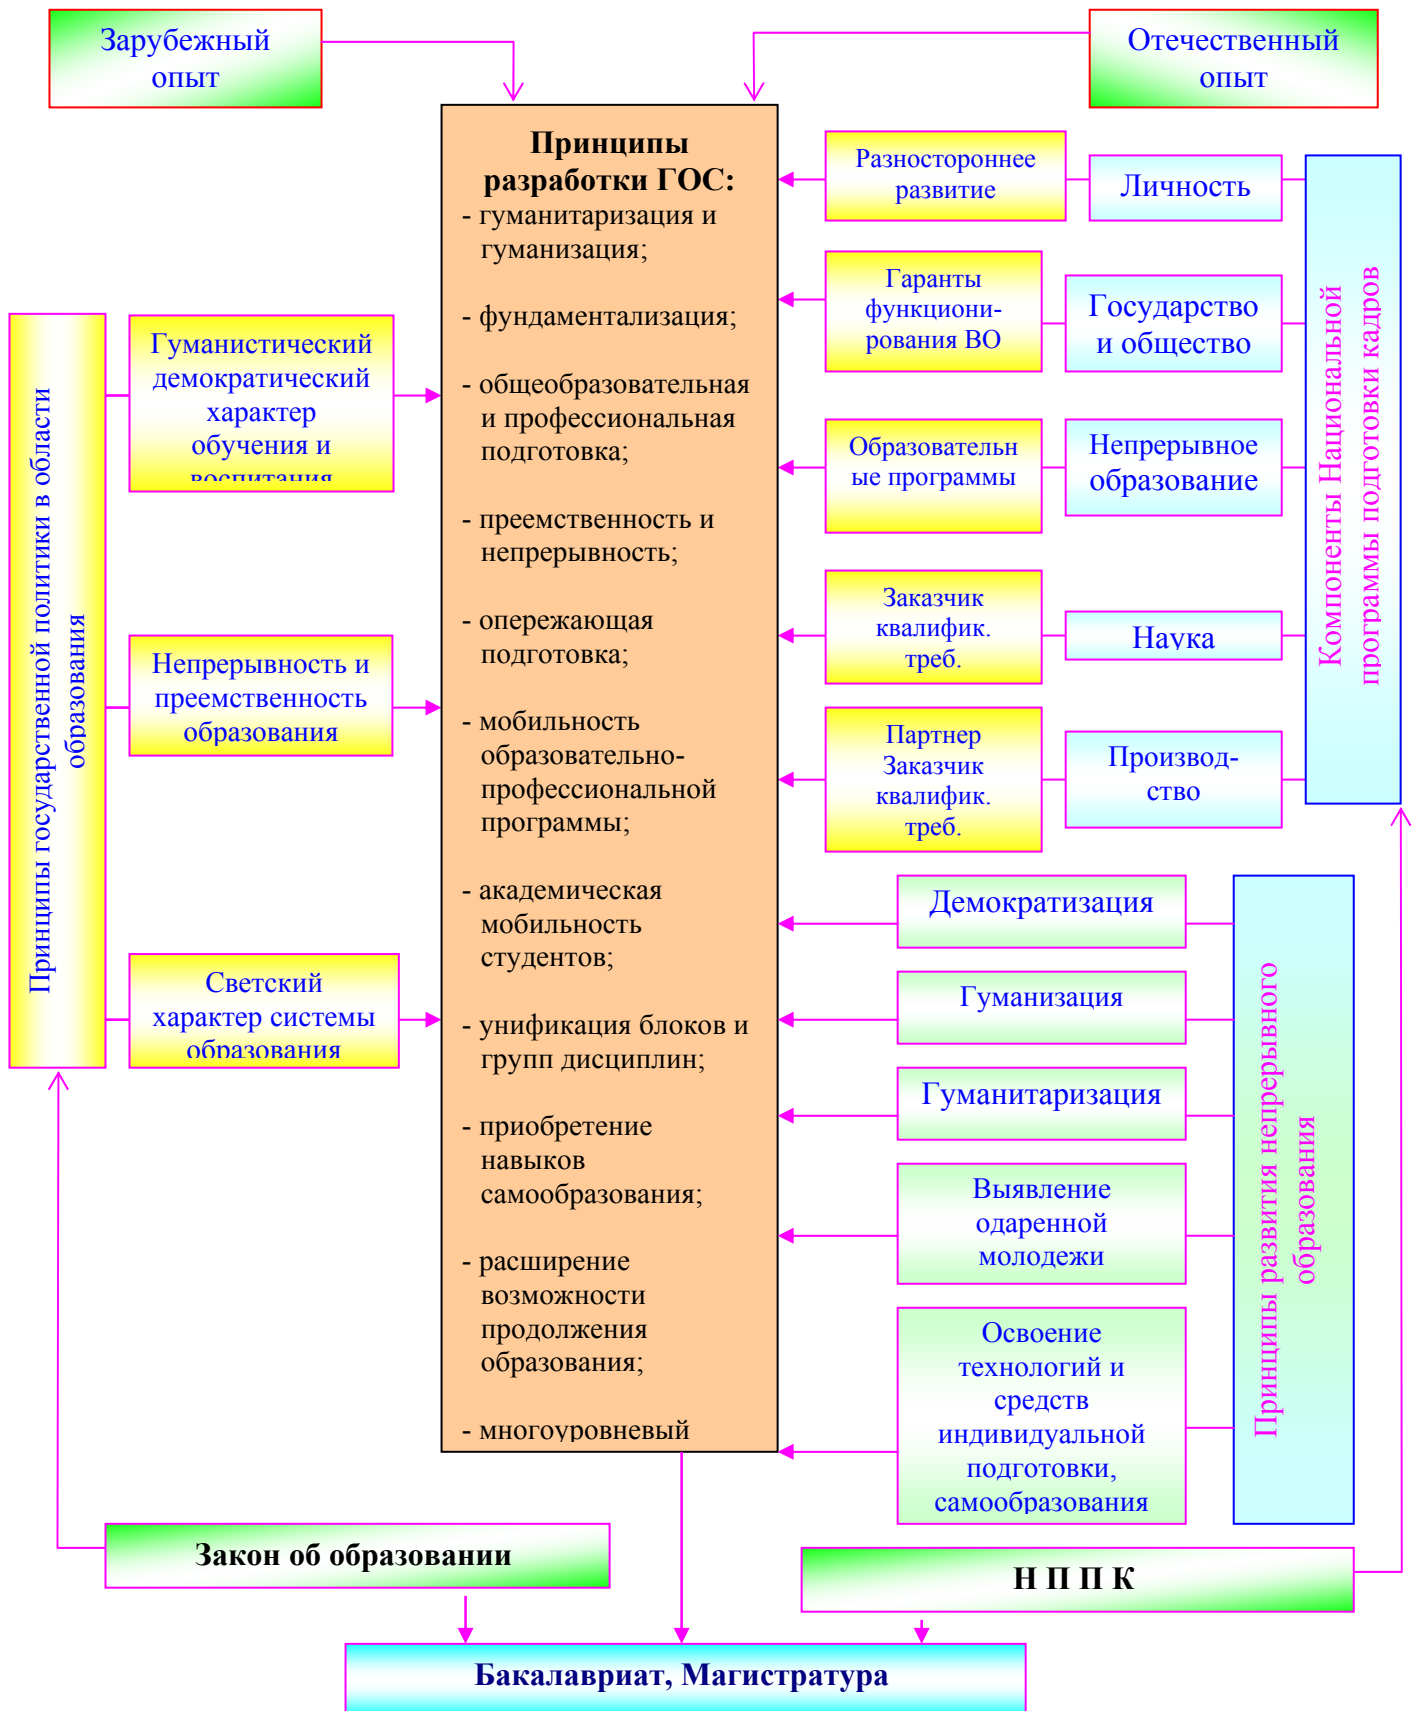 Зарубежный
опыт
Отечественный
опыт
Принципы
разработки ГОС:
- гуманитаризация и
гуманизация;
- фундаментализация;
- общеобразовательная
и профессиональная
подготовка;
- преемственность и
непрерывность;
- опережающая
подготовка;
- мобильность
образовательно-
профессиональной
программы;
- академическая
мобильность
студентов;
- унификация блоков и
групп дисциплин;
- приобретение
навыков
самообразования;
- расширение
возможности
продолжения
образования;
- многоуровневый
Принципы государственной политики в области
образования
Гуманистический
демократический
характер
обучения и
воспитания
Непрерывность и
преемственность
образования
Светский
характер системы
образования
Разностороннее
развитие
Личность
Гаранты
функциони-
рования ВО
Государство
и общество
Образовательн
ые программы
Непрерывное
образование
Заказчик
квалифик.
треб.
Наука
Партнер
Заказчик
квалифик.
треб.
Производ-
ство
Компоненты Национальной
программы подготовки кадров
Демократизация
Гуманизация
Гуманитаризация
Выявление
одаренной
молодежи
Освоение
технологий и
средств
индивидуальной
подготовки,
самообразования
Принципы развития непрерывного
образования
Закон об образовании
Н П П К
Бакалавриат, Магистратура